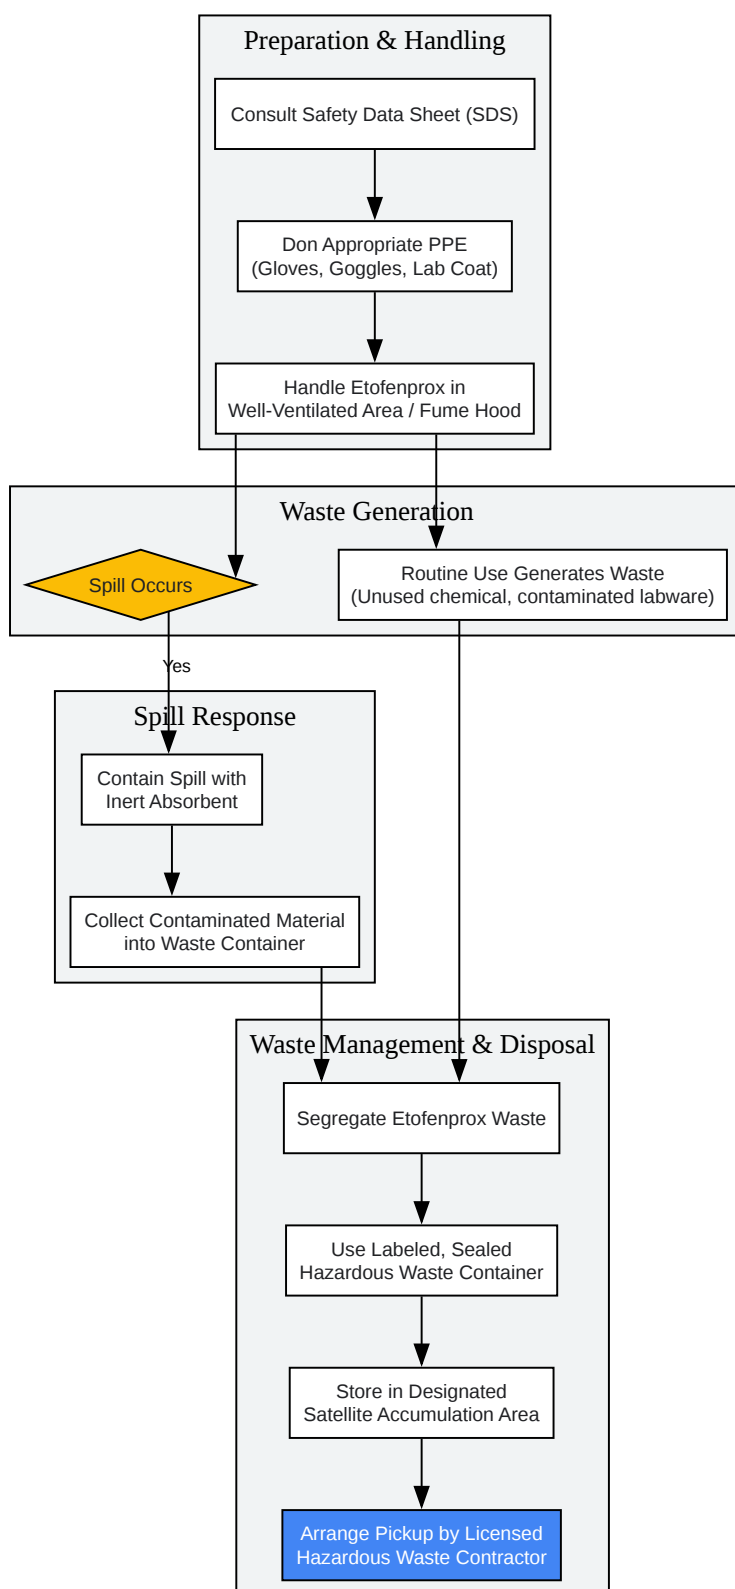 Preparation & Handling
Consult Safety Data Sheet (SDS)
Don Appropriate PPE
(Gloves, Goggles, Lab Coat)
Handle Etofenprox in
Well-Ventilated Area / Fume Hood
Waste Generation
Spill Occurs
Routine Use Generates Waste
(Unused chemical, contaminated labware)
Yes
Spill Response
Contain Spill with
Inert Absorbent
Collect Contaminated Material
into Waste Container
Waste Management & Disposal
Segregate Etofenprox Waste
Use Labeled, Sealed
Hazardous Waste Container
Store in Designated
Satellite Accumulation Area
Arrange Pickup by Licensed
Hazardous Waste Contractor